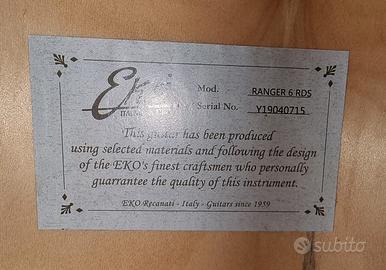 Eko Mod. RANGER 6 RDS
Serial No. Y19040715
This guitar has been produced
using selected materials and following the design
of the EKO's finest craftsmen who personally
guarantee the quality of this instrument.
EKO Recanati - Italy - Guitars since 1959
subito